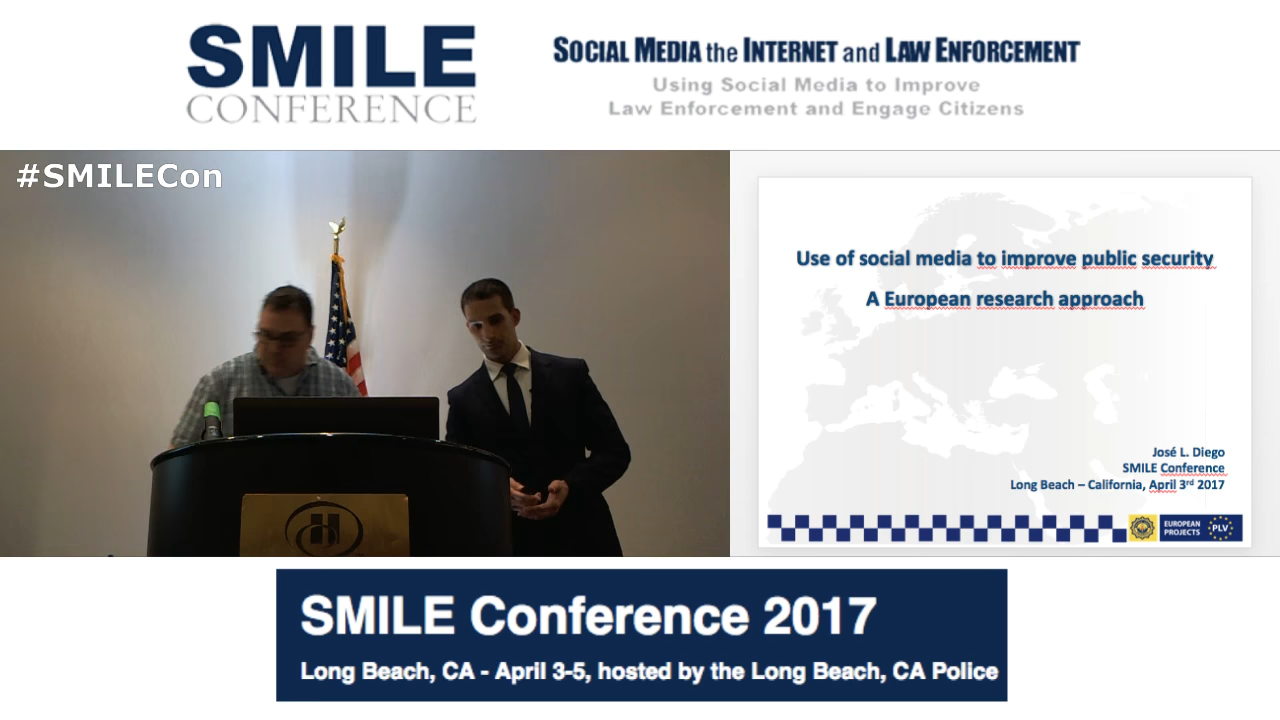 SMILE
CONFERENCE
SOCIAL MEDIA the INTERNET and LAW ENFORCEMENT
Using Social Media to Improve
Law Enforcement and Engage Citizens
#SMILECon
Use of social media to improve public security
A European research approach
José L. Diego
SMILE Conference
Long Beach – California, April 3rd 2017
EUROPEAN
PROJECTS
PLV
H
SMILE Conference 2017
Long Beach, CA - April 3-5, hosted by the Long Beach, CA Police